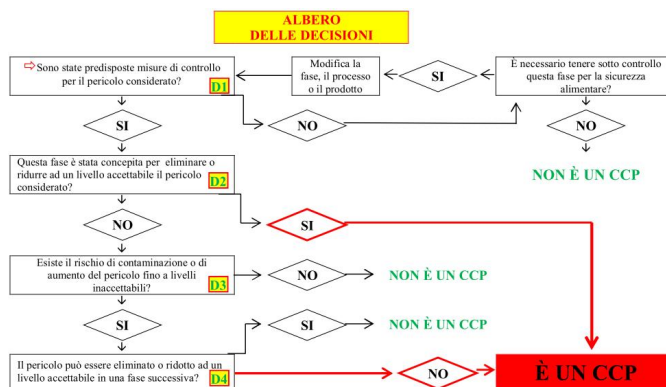 ALBERO
DELLE DECISIONI
Sono state predisposte misure di controllo
per il pericolo considerato?
D1
Modifica la
fase, il processo
o il prodotto
SI
È necessario tenere sotto controllo
questa fase per la sicurezza
alimentare?
SI
NO
NO
NON È UN CCP
Questa fase è stata concepita per eliminare o
ridurre ad un livello accettabile il pericolo
considerato?
D2
NO
SI
Esiste il rischio di contaminazione o di
aumento del pericolo fino a livelli
inaccettabili?
D3
NO
NON È UN CCP
SI
SI
NON È UN CCP
Il pericolo può essere eliminato o ridotto ad un
livello accettabile in una fase successiva?
D4
NO
È UN CCP